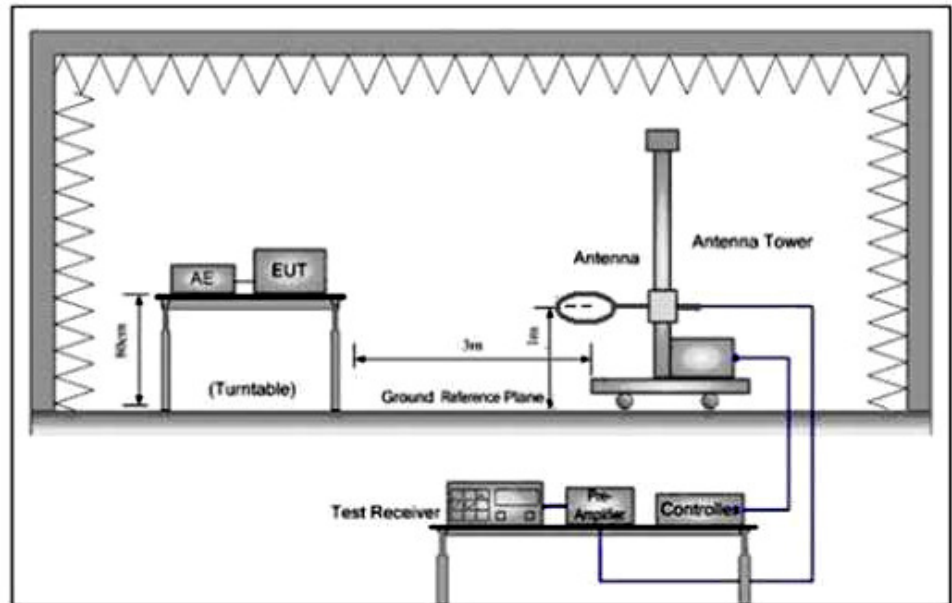 Antenna Tower
Antenna
AE
EUT
80cm
3m
1m
(Turntable)
Ground Reference Plane
Test Receiver
Pre-
Amplifier
Controller